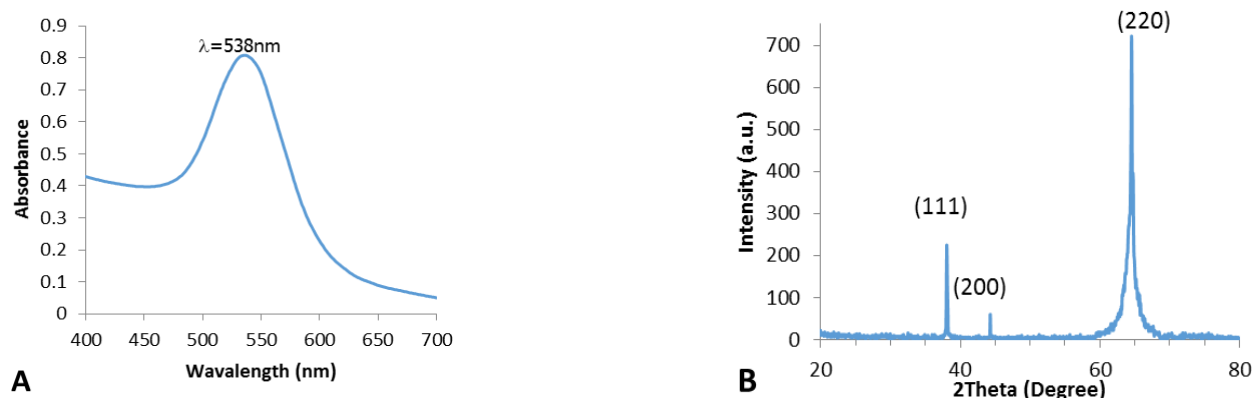 0.9
0.8
0.7
0.6
0.5
0.4
0.3
0.2
0.1
0
λ=538nm
Absorbance
400 450 500 550 600 650 700
Wavalength (nm)
A
700
600
500
400
300
200
100
0
(220)
(111)
(200)
Intensity (a.u.)
20 40 60 80
2Theta (Degree)
B